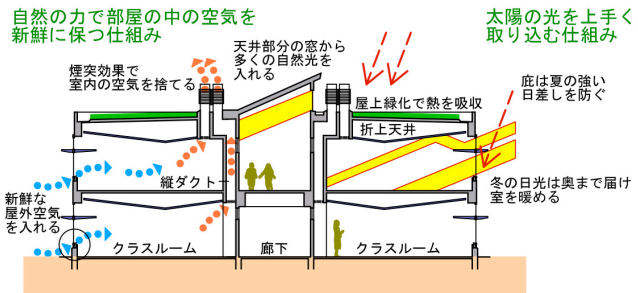 自然の力で部屋の中の空気を
新鮮に保つ仕組み
太陽の光を上手く
取り込む仕組み
天井部分の窓から
多くの自然光を
入れる
煙突効果で
室内の空気を捨てる
庇は夏の強い
日差しを防ぐ
屋上緑化で熱を吸収
折上天井
縦ダクト
冬の日光は奥まで届け
室を暖める
新鮮な
屋外空気
を入れる
クラスルーム
廊下
クラスルーム